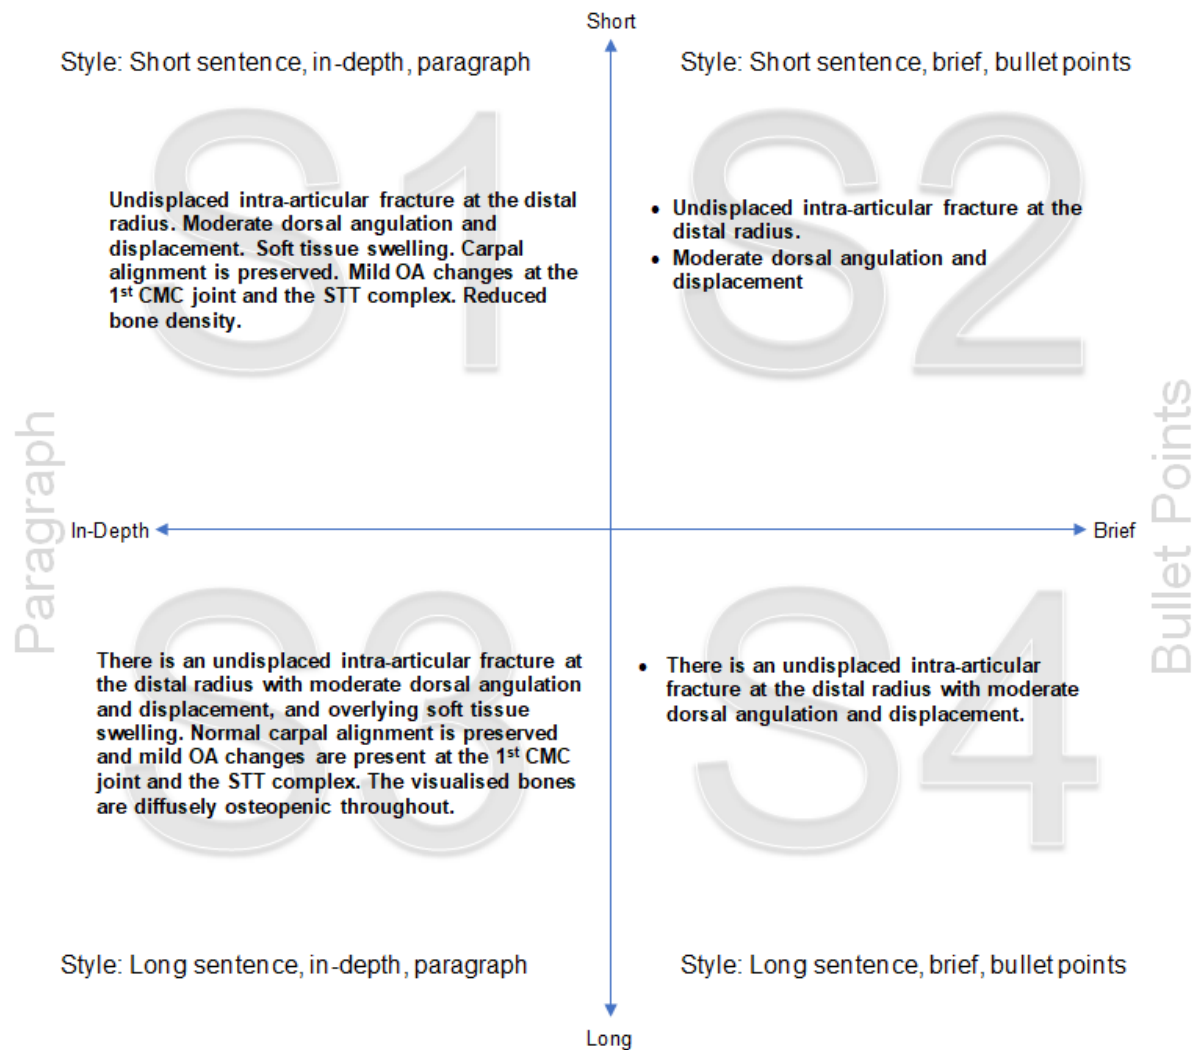 Short
Style: Short sentence, in-depth, paragraph
Style: Short sentence, brief, bullet points
S1
Undisplaced intra-articular fracture at the distal
radius. Moderate dorsal angulation and
displacement. Soft tissue swelling. Carpal
alignment is preserved. Mild OA changes at the
1st CMC joint and the STT complex. Reduced
bone density.
S2
• Undisplaced intra-articular fracture at the
distal radius.
• Moderate dorsal angulation and
displacement
Paragraph
In-Depth
Brief
Bullet Points
S3
There is an undisplaced intra-articular fracture at
the distal radius with moderate dorsal angulation
and displacement, and overlying soft tissue
swelling. Normal carpal alignment is preserved
and mild OA changes are present at the 1st CMC
joint and the STT complex. The visualised bones
are diffusely osteopenic throughout.
S4
• There is an undisplaced intra-articular
fracture at the distal radius with moderate
dorsal angulation and displacement.
Style: Long sentence, in-depth, paragraph
Style: Long sentence, brief, bullet points
Long